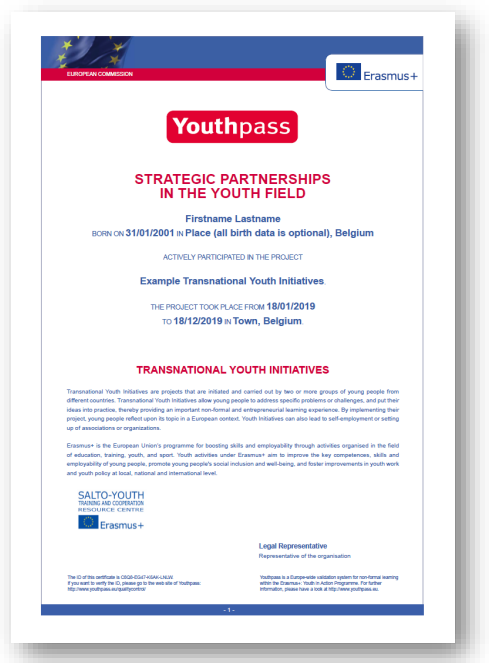 EUROPEAN COMMISSION
Erasmus+
Youthpass
STRATEGIC PARTNERSHIPS
IN THE YOUTH FIELD
Firstname Lastname
BORN ON 31/01/2001 IN Place (all birth data is optional), Belgium
ACTIVELY PARTICIPATED IN THE PROJECT
Example Transnational Youth Initiatives.
THE PROJECT TOOK PLACE FROM 18/01/2019
TO 18/12/2019 IN Town, Belgium.
TRANSNATIONAL YOUTH INITIATIVES
Transnational Youth Initiatives are projects that are initiated and carried out by two or more groups of young people from
different countries. Transnational Youth Initiatives allow young people to address specific problems or challenges, and put their
ideas into practice, thereby providing an important non-formal and entrepreneurial learning experience. By implementing their
project, young people reflect upon its topic in a European context. Youth Initiatives can also lead to self-employment or setting
up of associations or organizations.
Erasmus+ is the European Union's programme for boosting skills and employability through activities organised in the field
of education, training, youth, and sport. Youth activities under Erasmus+ aim to improve the key competences, skills and
employability of young people, promote young people's social inclusion and well-being, and foster improvements in youth work
and youth policy at local, national and international level.
SALTO-YOUTH
TRAINING AND COOPERATION
RESOURCE CENTRE
Erasmus+
Legal Representative
Representative of the organisation
The ID of this certificate is
If you want to verify the ID, please go to the web site of Youthpass:
http://www.youthpass.eu/qualitycontrol/
Youthpass is a Europe-wide validation system for non-formal learning
within the Erasmus+: Youth in Action Programme. For further
information, please have a look at http://www.youthpass.eu.
- 1 -